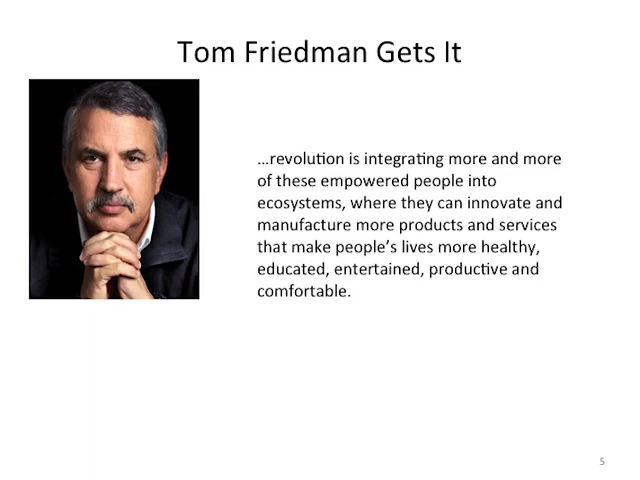 Tom Friedman Gets It
...revolution is integrating more and more
of these empowered people into
ecosystems, where they can innovate and
manufacture more products and services
that make people’s lives more healthy,
educated, entertained, productive and
comfortable.
5